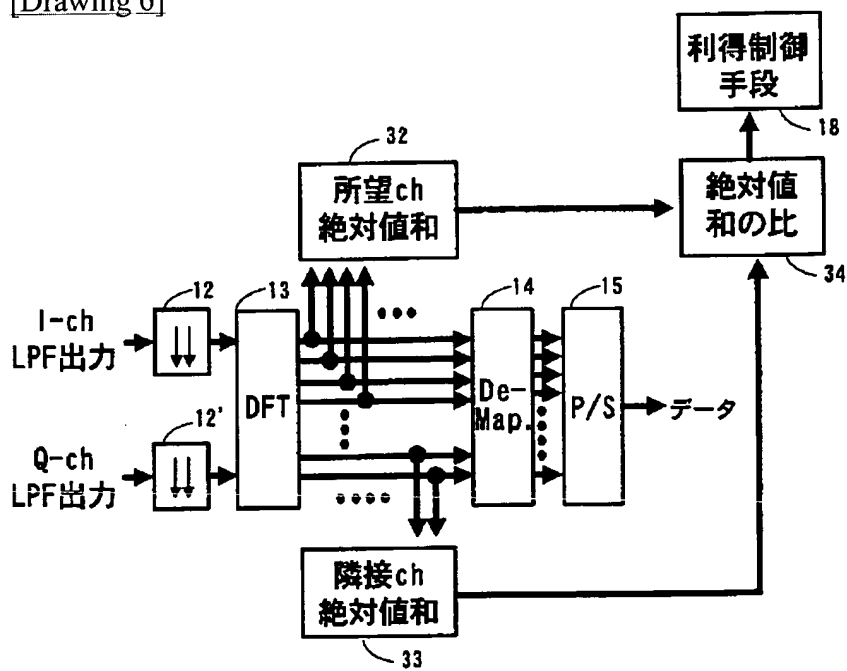 [Drawing 6]
利得制御
手段
18
32
所望ch
絶対値和
絶対値
和の比
34
I-ch
LPF出力
12
13
DFT
14
De-
Map.
15
P/S
データ
Q-ch
LPF出力
12'
隣接ch
絶対値和
33